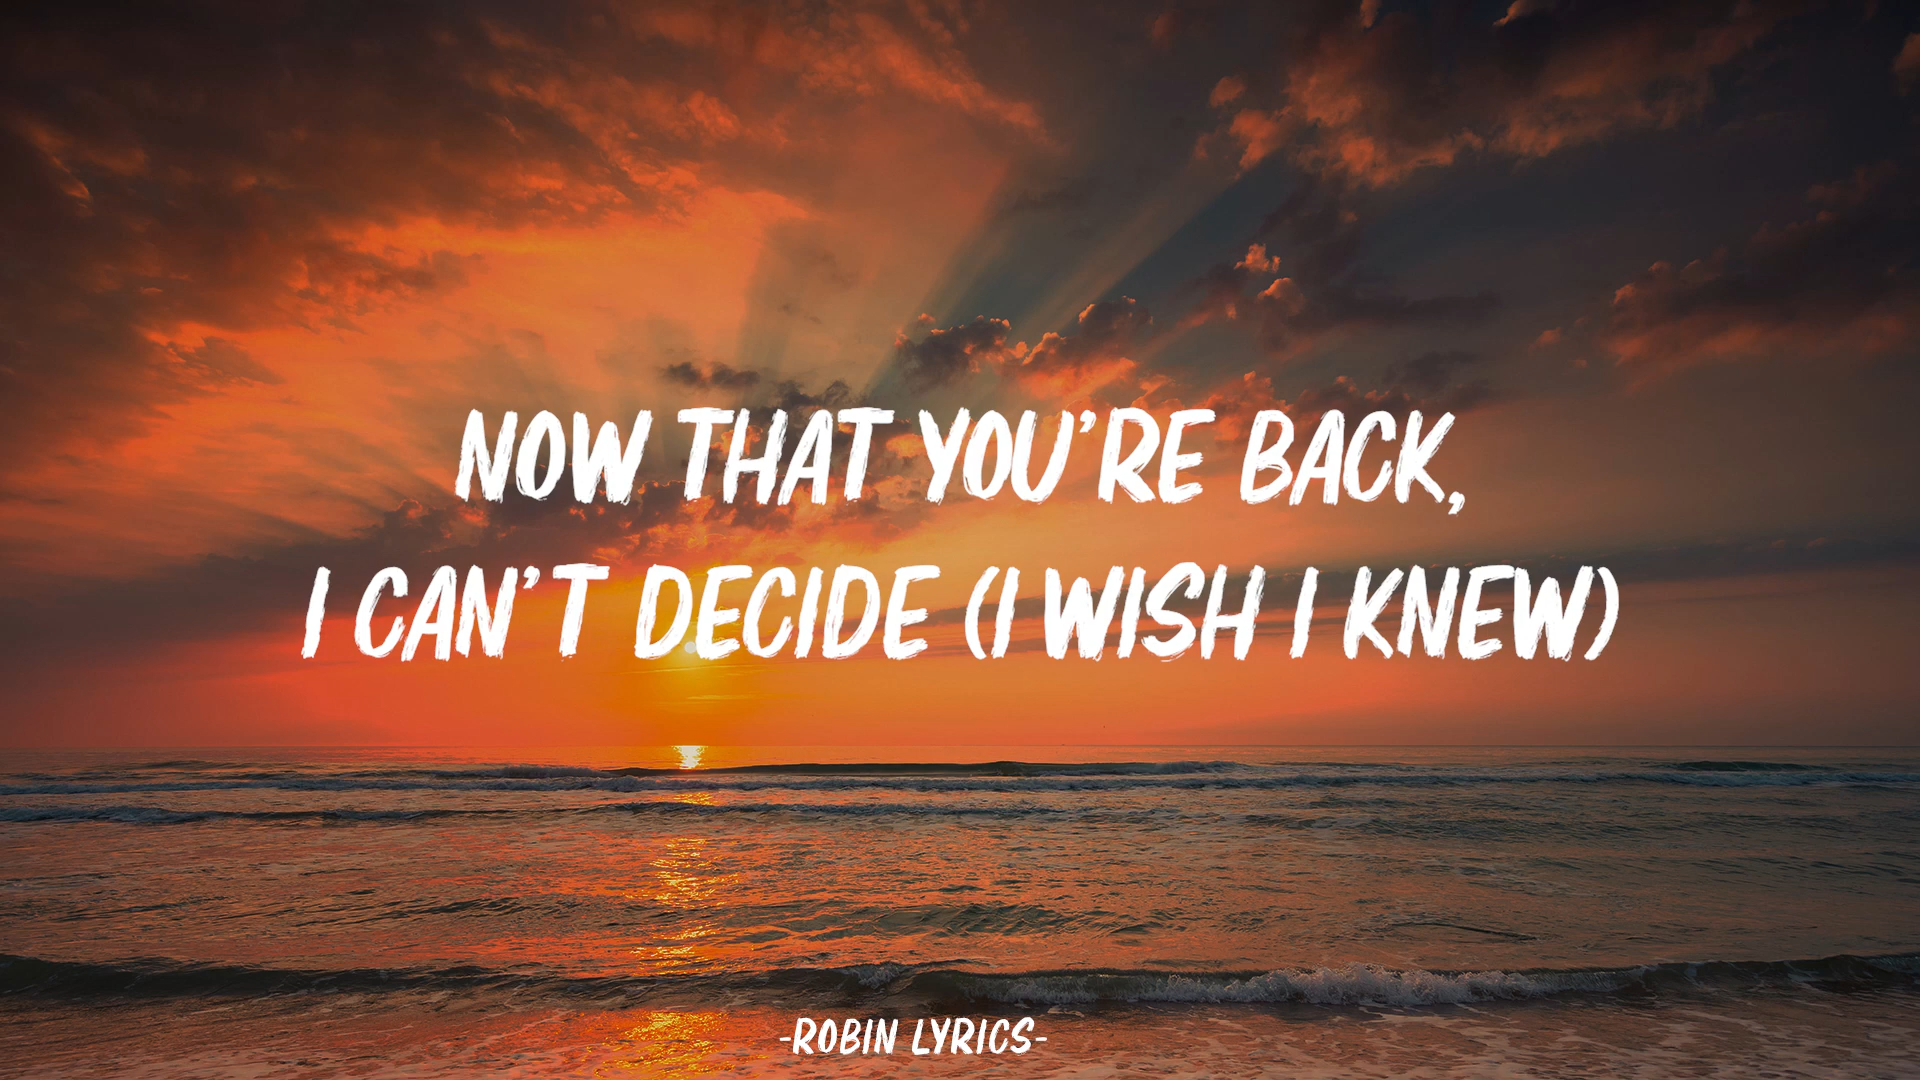 NOW THAT YOU'RE BACK,
I CAN'T DECIDE (I WISH I KNEW)
-ROBIN LYRICS-